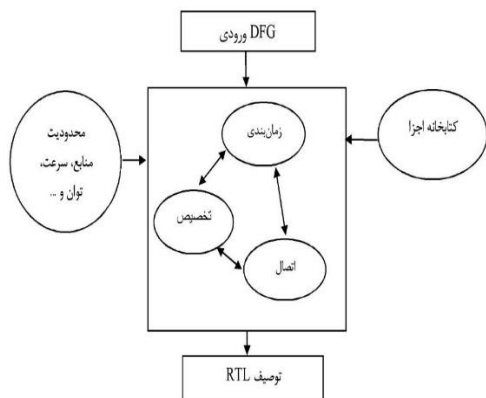 DFG ورودی
زمان‌بندی
کتابخانه اجزا
محدودیت
منابع، سرعت،
توان و ...
تخصیص
اتصال
توصیف RTL